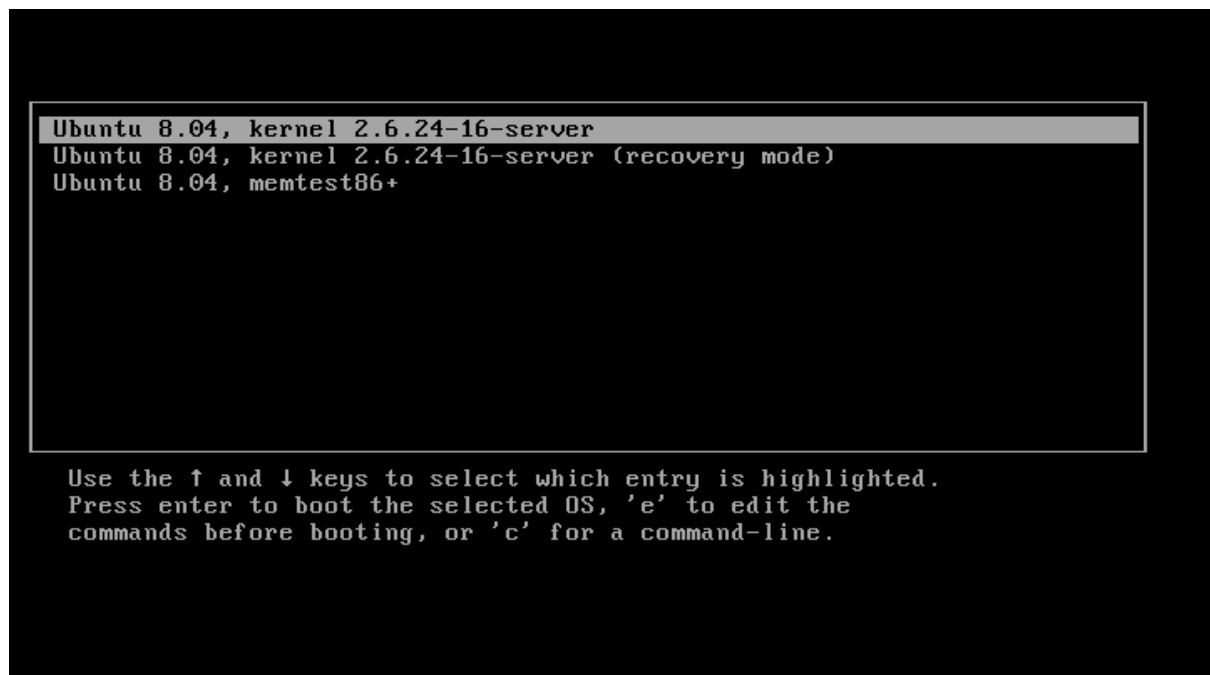 Ubuntu 8.04, kernel 2.6.24-16-server
Ubuntu 8.04, kernel 2.6.24-16-server (recovery mode)
Ubuntu 8.04, memtest86+
Use the ↑ and ↓ keys to select which entry is highlighted.
Press enter to boot the selected OS, 'e' to edit the
commands before booting, or 'c' for a command-line.